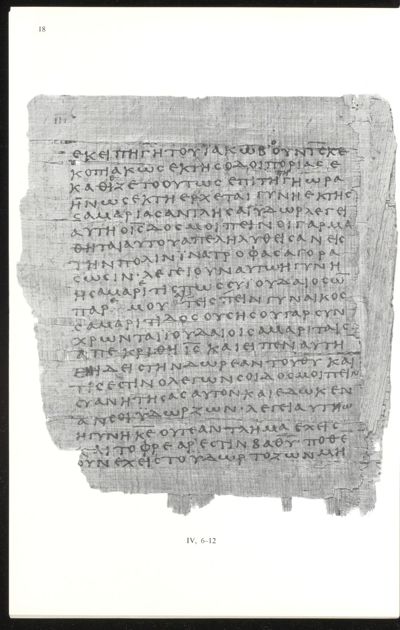 18
ΕΚΕΙ ΠΗΓΗ ΤΟΥ ΪΑΚΩΒ Ο ΟΥΝ ΙΣ ΚΕ
ΚΟΠΙΑΚΩΣ ΕΚ ΤΗΣ ΟΔΟΙΠΟΡΙΑΣ Ε
ΚΑΘΙΖΕΤΟ ΟΥΤΩΣ ΕΠΙ ΤΗ ΓΗ ΩΡΑ
ΗΝ ΩΣ ΕΚΤΗ ΕΡΧΕΤΑΙ ΓΥΝΗ ΕΚ ΤΗΣ
ΣΑΜΑΡΙΑΣ ΑΝΤΛΗΣΑΙ ΥΔΩΡ ΛΕΓΕΙ
ΑΥΤΗ Ο ΙΣ ΔΟΣ ΜΟΙ ΠΕΙΝ ΟΙ ΓΑΡ ΜΑ
ΘΗΤΑΙ ΑΥΤΟΥ ΑΠΕΛΗΛΥΘΕΙΣΑΝ ΕΙΣ
ΤΗΝ ΠΟΛΙΝ ΪΝΑ ΤΡΟΦΑΣ ΑΓΟΡΑ
ΣΩΣΙΝ· ΛΕΓΕΙ ΟΥΝ ΑΥΤΩ Η ΓΥΝΗ
Η ΣΑΜΑΡΙΤΙΣ ΠΩΣ ΣΥ ΙΟΥΔΑΙΟΣ Ω
ΠΑΡ ΕΜΟΥ ΑΙΤΕΙΣ ΠΕΙΝ ΓΥΝΑΙΚΟΣ
ΣΑΜΑΡΙΤΙΔΟΣ ΟΥΣΗΣ ΟΥ ΓΑΡ ΣΥΝ
ΧΡΩΝΤΑΙ ΙΟΥΔΑΙΟΙ ΣΑΜΑΡΙΤΑΙΣ
ΑΠΕΚΡΙΘΗ ΙΣ ΚΑΙ ΕΙΠΕΝ ΑΥΤΗ
ΗΔΕΙΣ ΤΗΝ ΔΩΡΕΑΝ ΤΟΥ ΘΥ ΚΑΙ
ΤΙΣ ΕΣΤΙΝ Ο ΛΕΓΩΝ ΣΟΙ ΔΟΣ ΜΟΙ ΠΕΙΝ
ΣΥ ΑΝ ΗΤΗΣΑΣ ΑΥΤΟΝ ΚΑΙ ΕΔΩΚΕΝ
ΑΝ ΣΟΙ ΥΔΩΡ ΖΩΝ· ΛΕΓΕΙ ΑΥΤΩ
Η ΓΥΝΗ ΚΕ ΟΥΤΕ ΑΝΤΛΗΜΑ ΕΧΕΙΣ
ΚΑΙ ΤΟ ΦΡΕΑΡ ΕΣΤΙΝ ΒΑΘΥ ΠΟΘΕ
ΟΥΝ ΕΧΕΙΣ ΤΟ ΥΔΩΡ ΤΟ ΖΩΝ ΜΗ
IV, 6–12